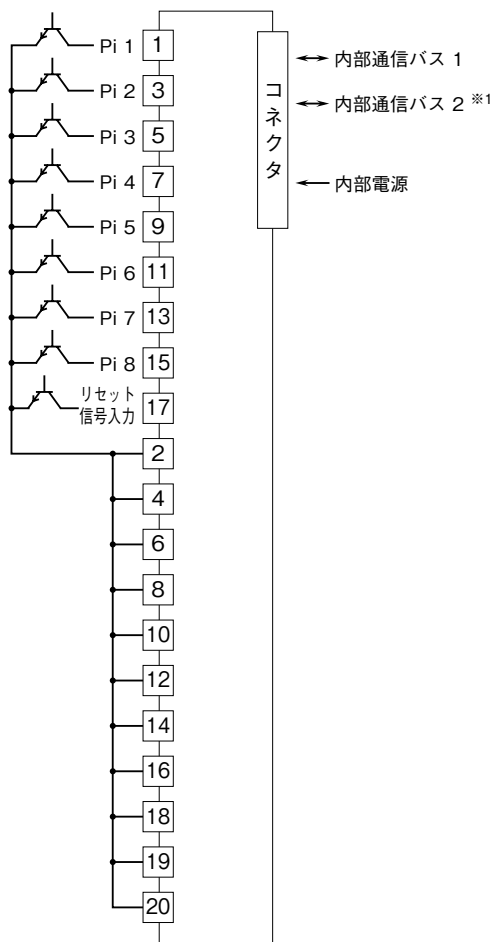 Pi 1 1
Pi 2 3
Pi 3 5
Pi 4 7
Pi 5 9
Pi 6 11
Pi 7 13
Pi 8 15
リセット
信号入力 17
2
4
6
8
10
12
14
16
18
19
20
コネクタ
内部通信バス 1
内部通信バス 2 ※1
内部電源